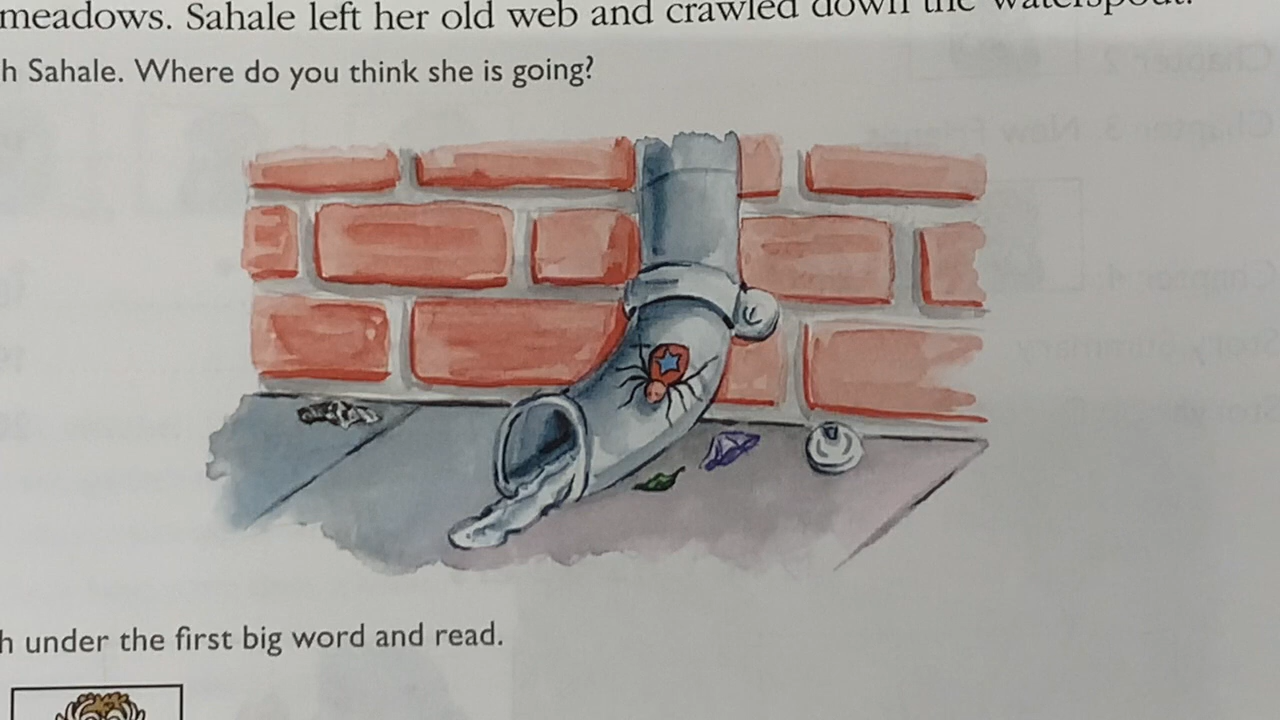 meadows. Sahale left her old web and crawled down the waterspout.
h Sahale. Where do you think she is going?
h under the first big word and read.